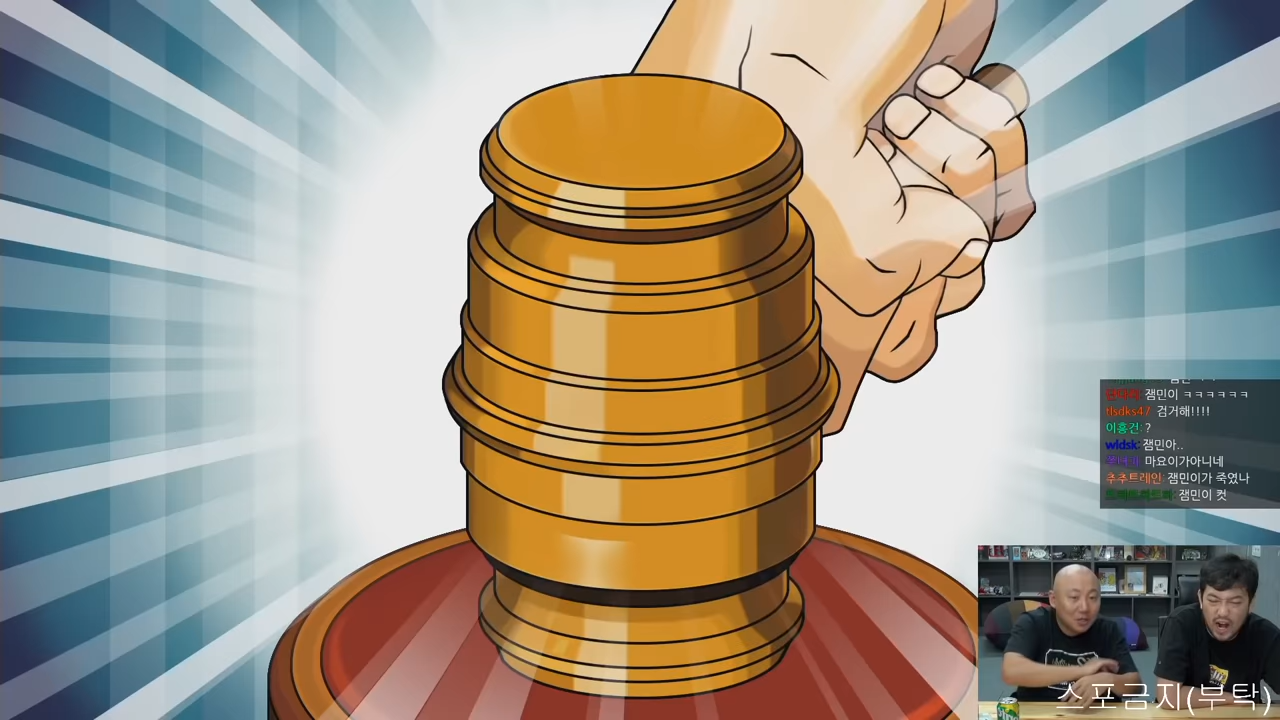 잼민이 ㅋㅋㅋㅋㅋㅋ
tlsdks47: 검거해!!!!
이흥건: ?
wldsk: 잼민아..
마요이가아니네
추추트레인: 잼민이가 죽였나
잼민이 컷
스포금지(부탁)